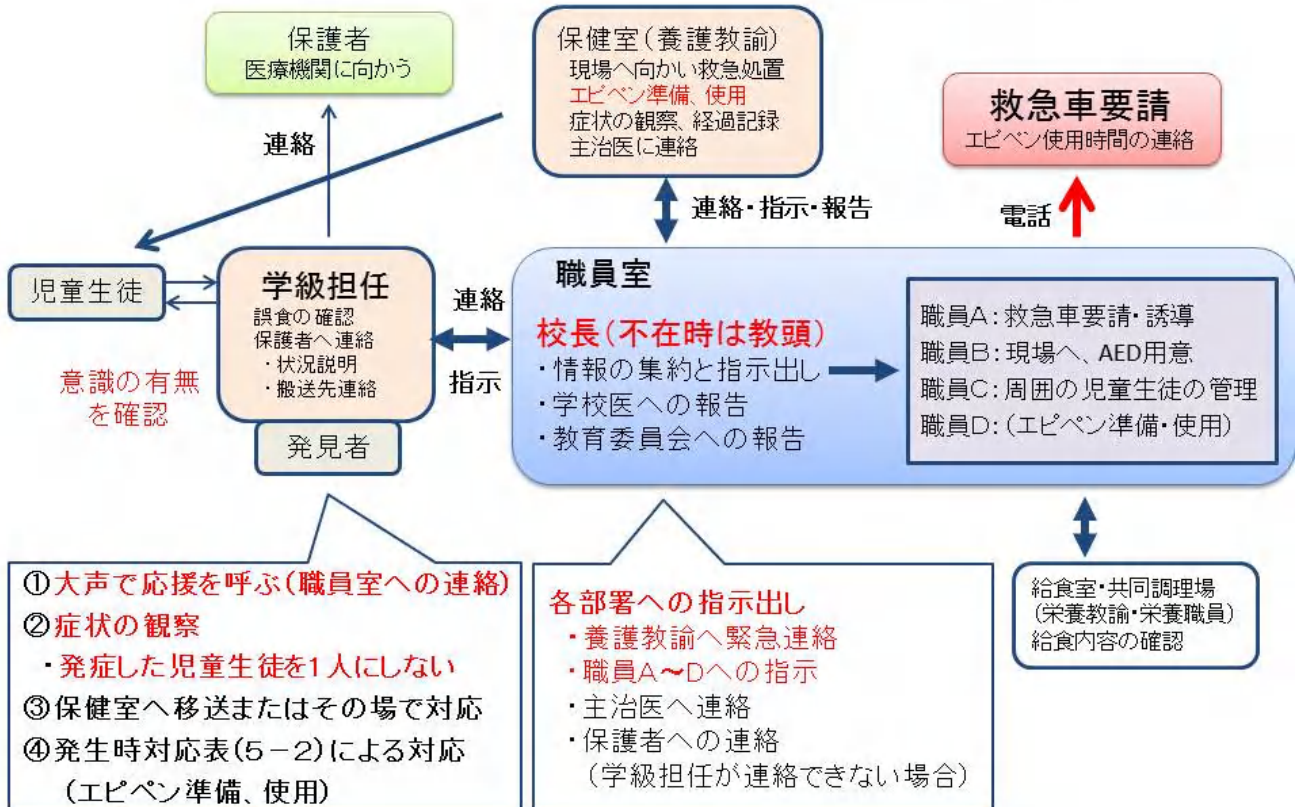 保護者
医療機関に向かう
保健室(養護教諭)
現場へ向かい救急処置
エピペン準備、使用
症状の観察、経過記録
主治医に連絡
救急車要請
エピペン使用時間の連絡
連絡
連絡・指示・報告
電話
児童生徒
意識の有無
を確認
学級担任
誤食の確認
保護者へ連絡
・状況説明
・搬送先連絡
発見者
連絡
指示
職員室
校長(不在時は教頭)
・情報の集約と指示出し
・学校医への報告
・教育委員会への報告
職員A:救急車要請・誘導
職員B:現場へ、AED用意
職員C:周囲の児童生徒の管理
職員D:(エピペン準備・使用)
①大声で応援を呼ぶ(職員室への連絡)
②症状の観察
・発症した児童生徒を1人にしない
③保健室へ移送またはその場で対応
④発生時対応表(5-2)による対応
(エピペン準備、使用)
各部署への指示出し
・養護教諭へ緊急連絡
・職員A~Dへの指示
・主治医へ連絡
・保護者への連絡
(学級担任が連絡できない場合)
給食室・共同調理場
(栄養教諭・栄養職員)
給食内容の確認